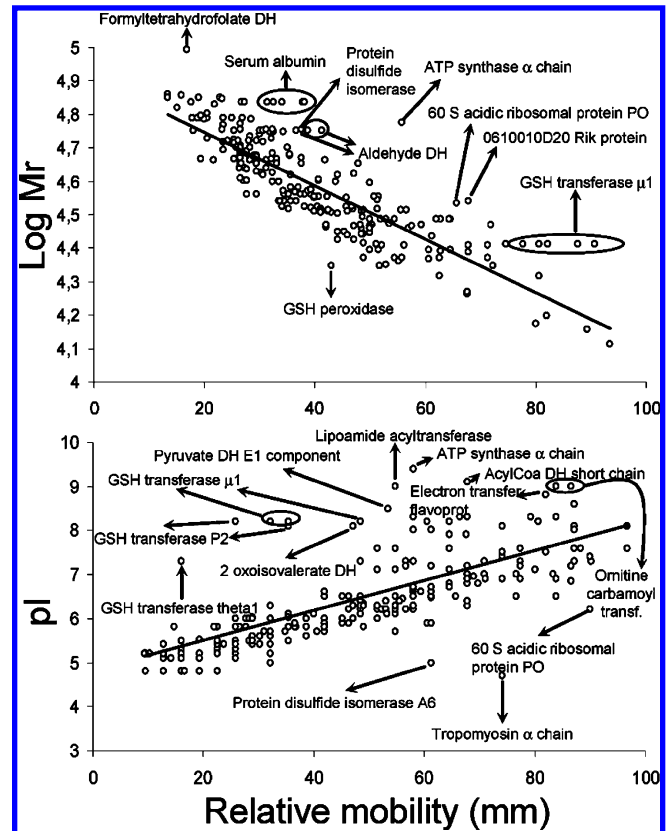 Formyltetrahydrofolate DH
5
4,9
4,8
4,7
4,6
4,5
4,4
4,3
4,2
4,1
4
Log Mr
Serum albumin
Protein
disulfide
isomerase
ATP synthase α chain
60 S acidic ribosomal protein PO
0610010D20 Rik protein
Aldehyde DH
GSH transferase μ1
GSH peroxidase
0 20 40 60 80 100
10
9
8
7
6
5
4
3
pI
Lipoamide acyltransferase
Pyruvate DH E1 component
ATP synthase α chain
GSH transferase μ1
AcylCoa DH short chain
Electron transfer
flavoprot.
GSH transferase P2
2 oxoisovalerate DH
GSH transferase theta1
Ornitine
carbamoyl
transf.
60 S acidic ribosomal
protein PO
Protein disulfide isomerase A6
Tropomyosin α chain
0 20 40 60 80 100
Relative mobility (mm)